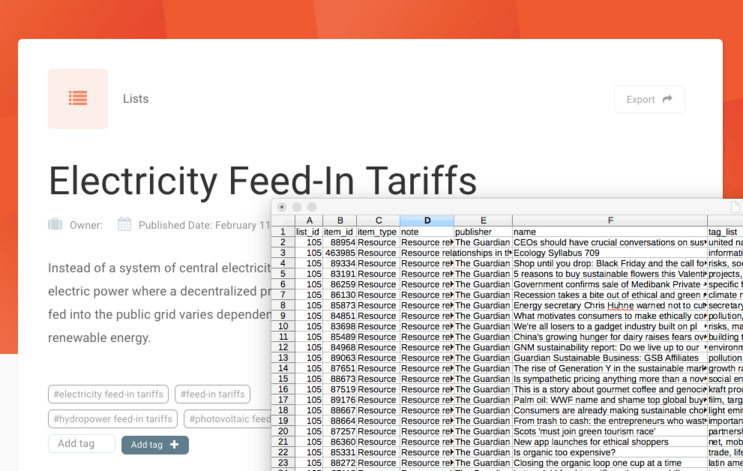 Lists
Export
Electricity Feed-In Tariffs
Owner: Published Date: February 11
Instead of a system of central electricit
electric power where a decentralized pr
fed into the public grid varies depende
renewable energy.
#electricity feed-in tariffs #feed-in tariffs
#hydropower feed-in tariffs #photovoltaic feed
Add tag Add tag +
A B C D E F
1 list_id item_id item_type note publisher name tag_list
2 105 88954 Resource Resource re The Guardian CEOs should have crucial conversations on sus united na
3 105 463985 Resource Resource relationships in th Ecology Syllabus 709 informati
4 105 89334 Resource Resource re The Guardian Shop until you drop: Black Friday and the call for risks, so
5 105 83191 Resource Resource re The Guardian 5 reasons to buy sustainable flowers this Valenti projects,
6 105 86259 Resource Resource re The Guardian Government confirms sale of Medibank Private specific f
7 105 86130 Resource Resource re The Guardian Recession takes a bite out of ethical and green climate r
8 105 85873 Resource Resource re The Guardian Energy secretary Chris Huhne warned not to cu secretary
9 105 84851 Resource Resource re The Guardian What motivates consumers to make ethically co pollution,
10 105 83698 Resource Resource re The Guardian We're all losers to a gadget industry built on pl risks, ma
11 105 85489 Resource Resource re The Guardian China's growing hunger for dairy raises fears ov building t
12 105 84968 Resource Resource re The Guardian GNM sustainability report: Do we live up to our environm
13 105 89063 Resource Resource re The Guardian Guardian Sustainable Business: GSB Affiliates pollution
14 105 87651 Resource Resource re The Guardian The rise of Generation Y in the sustainable mark growth ra
15 105 88673 Resource Resource re The Guardian Is sympathetic pricing anything more than a nov social en
16 105 87519 Resource Resource re The Guardian This is a story about gourmet coffee and genocid kraft proc
17 105 89176 Resource Resource re The Guardian Palm oil: WWF name and shame top global buy film, targ
18 105 88667 Resource Resource re The Guardian Consumers are already making sustainable cho light emit
19 105 88664 Resource Resource re The Guardian From trash to cash: the entrepreneurs who wast important
20 105 87257 Resource Resource re The Guardian Scots 'must join green tourism race' partnersh
21 105 86360 Resource Resource re The Guardian New app launches for ethical shoppers net, mob
22 105 85331 Resource Resource re The Guardian Is organic too expensive? trade, life
23 105 88272 Resource Resource re The Guardian Closing the organic loop one cup at a time latin am